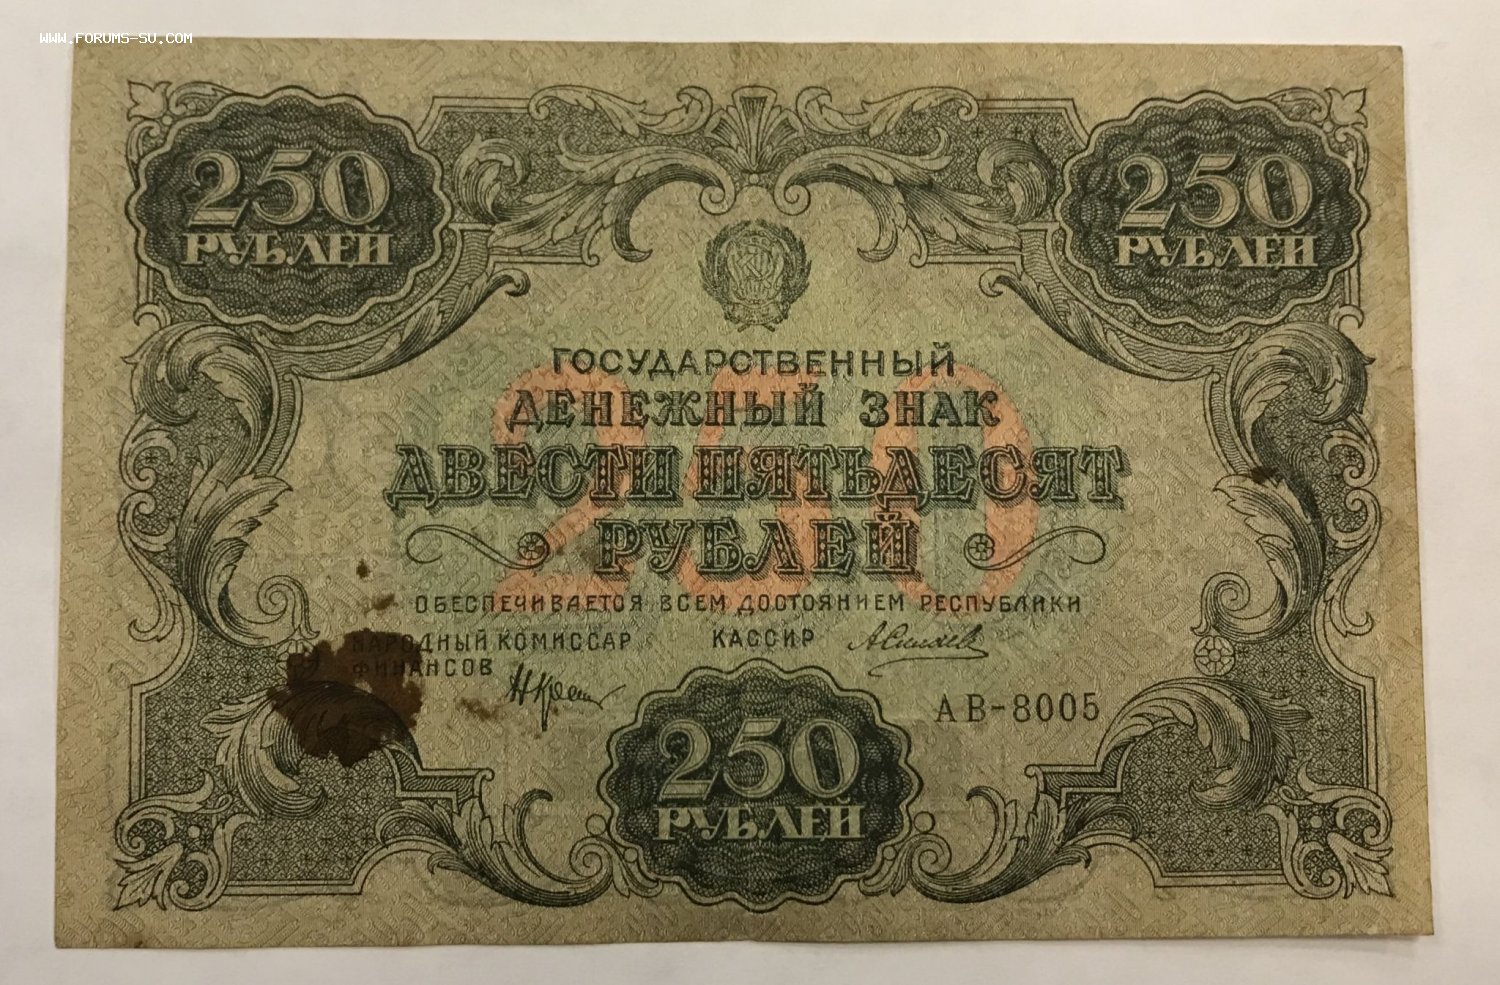 WWW.FORUMS-SU.COM
250
РУБЛЕЙ
250
РУБЛЕЙ
ГОСУДАРСТВЕННЫЙ
ДЕНЕЖНЫЙ ЗНАК
250
ДВЕСТИ ПЯТЬДЕСЯТ
РУБЛЕЙ
ОБЕСПЕЧИВАЕТСЯ ВСЕМ ДОСТОЯНИЕМ РЕСПУБЛИКИ
НАРОДНЫЙ КОМИССАР КАССИР
ФИНАНСОВ
АВ-8005
250
РУБЛЕЙ